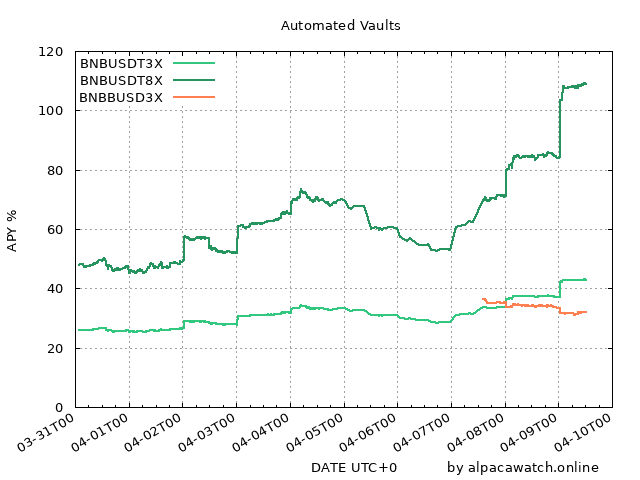 Automated Vaults
BNBUSDT3X
BNBUSDT8X
BNBBUSD3X
APY %
120
100
80
60
40
20
0
03-31T00
04-01T00
04-02T00
04-03T00
04-04T00
04-05T00
04-06T00
04-07T00
04-08T00
04-09T00
04-10T00
DATE UTC+0
by alpacawatch.online